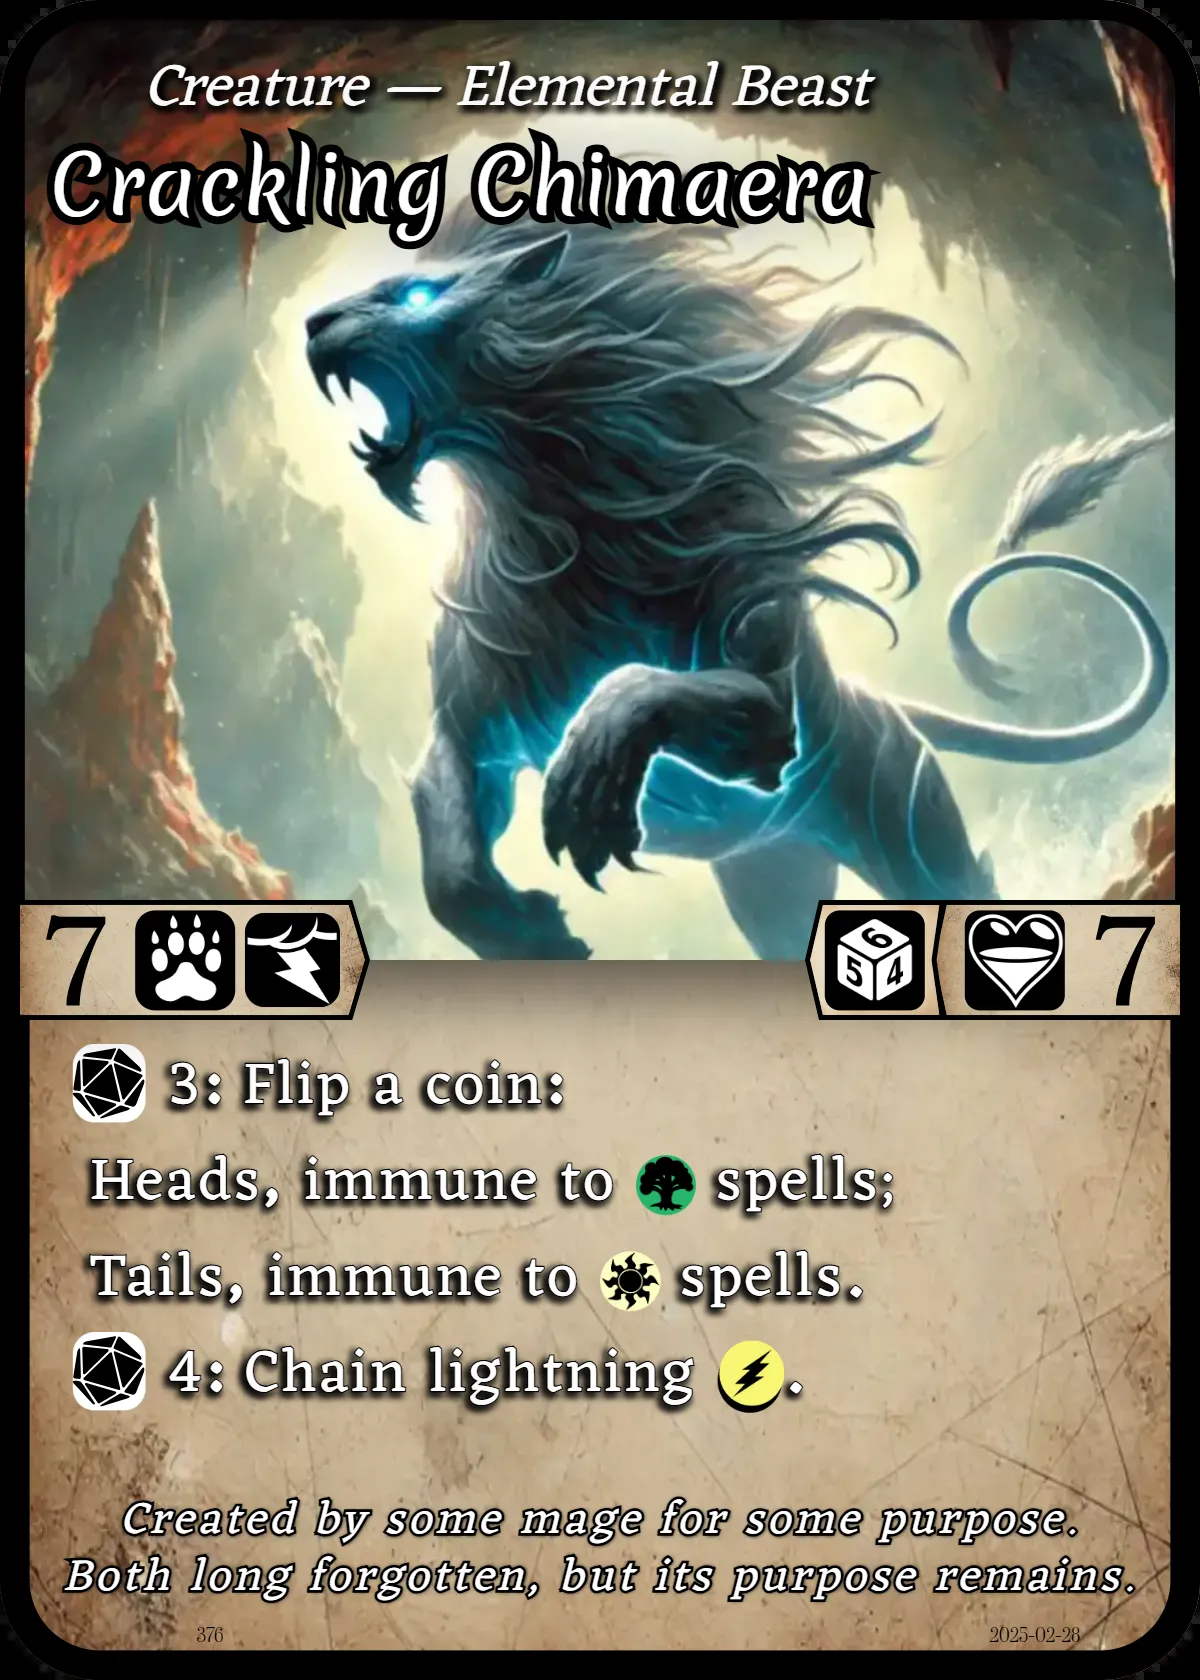 Creature — Elemental Beast
Crackling Chimaera
7
6
5 4
7
3: Flip a coin:
Heads, immune to spells;
Tails, immune to spells.
4: Chain lightning .
Created by some mage for some purpose.
Both long forgotten, but its purpose remains.
376
2025-02-28